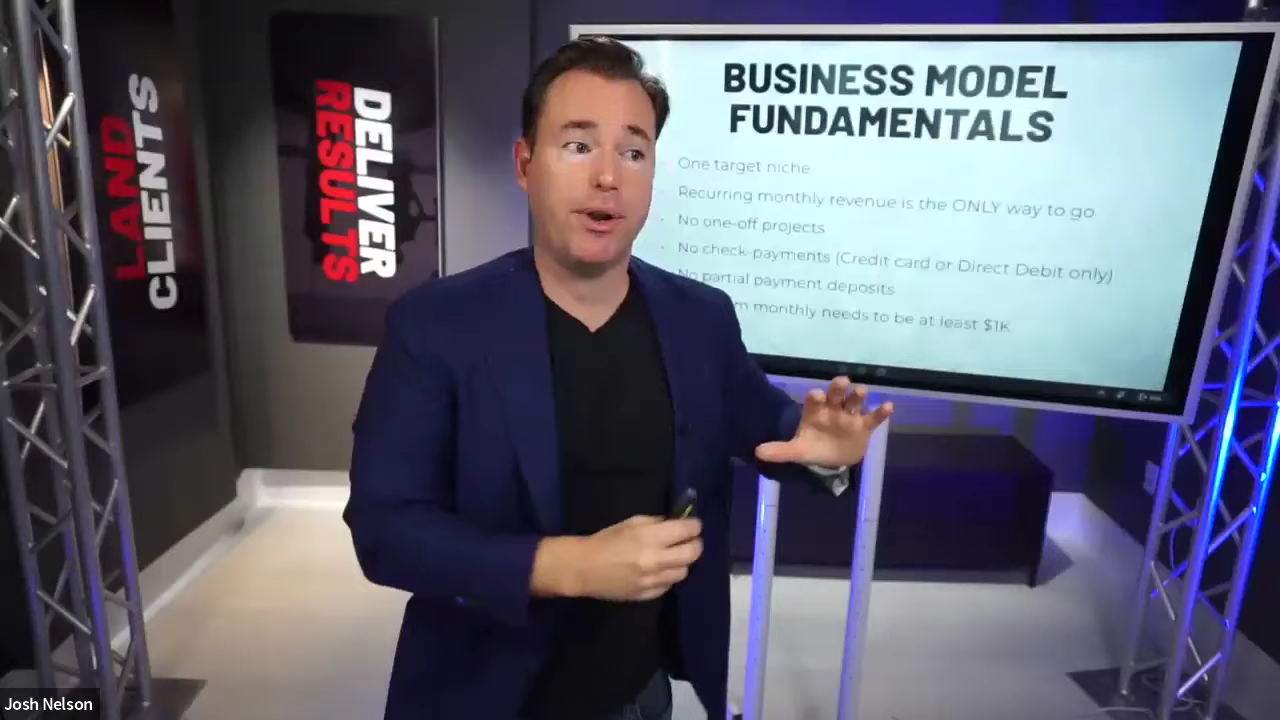 LAND
CLIENTS
DELIVER
RESULTS
BUSINESS MODEL
FUNDAMENTALS
One target niche
Recurring monthly revenue is the ONLY way to go
No one-off projects
No check payments (Credit card or Direct Debit only)
No partial payment deposits
monthly needs to be at least $1K
Josh Nelson